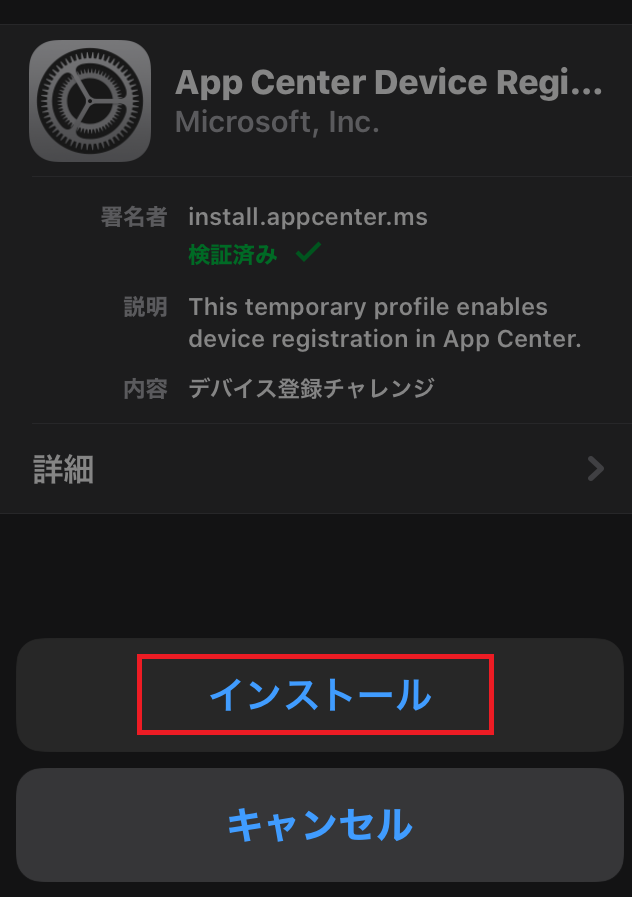 App Center Device Regi...
Microsoft, Inc.
署名者 install.appcenter.ms
検証済み ✓
説明 This temporary profile enables
device registration in App Center.
内容 デバイス登録チャレンジ
詳細
インストール
キャンセル